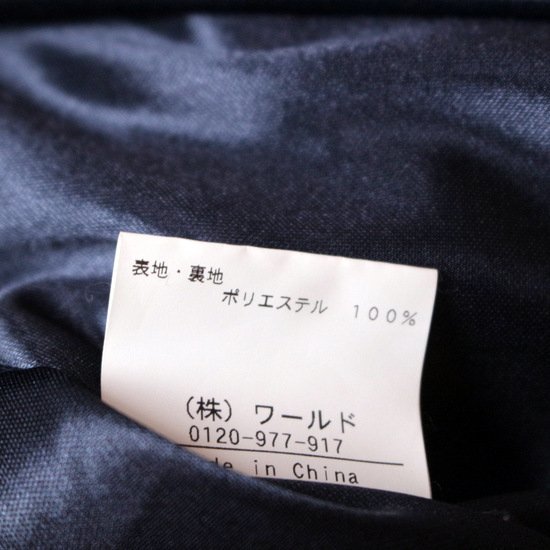 表地・裏地
ポリエステル 100%
(株) ワールド
0120-977-917
in China